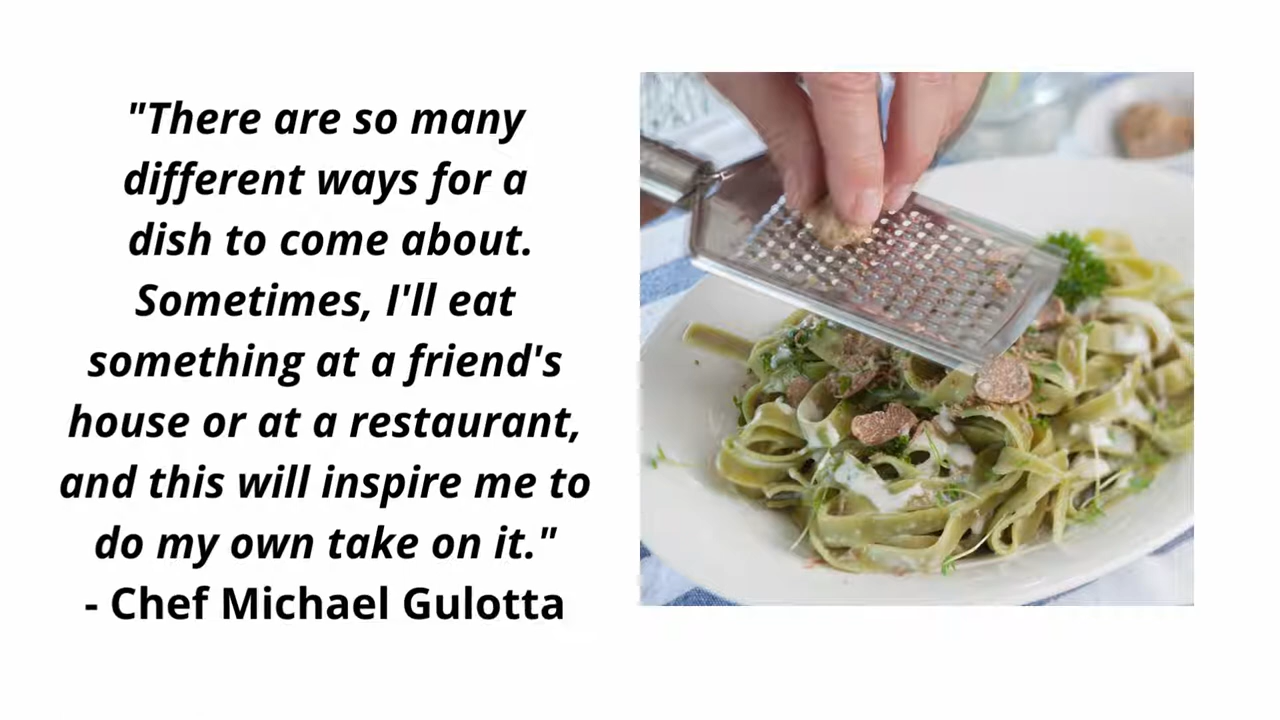 "There are so many
different ways for a
dish to come about.
Sometimes, I'll eat
something at a friend's
house or at a restaurant,
and this will inspire me to
do my own take on it."
- Chef Michael Gulotta